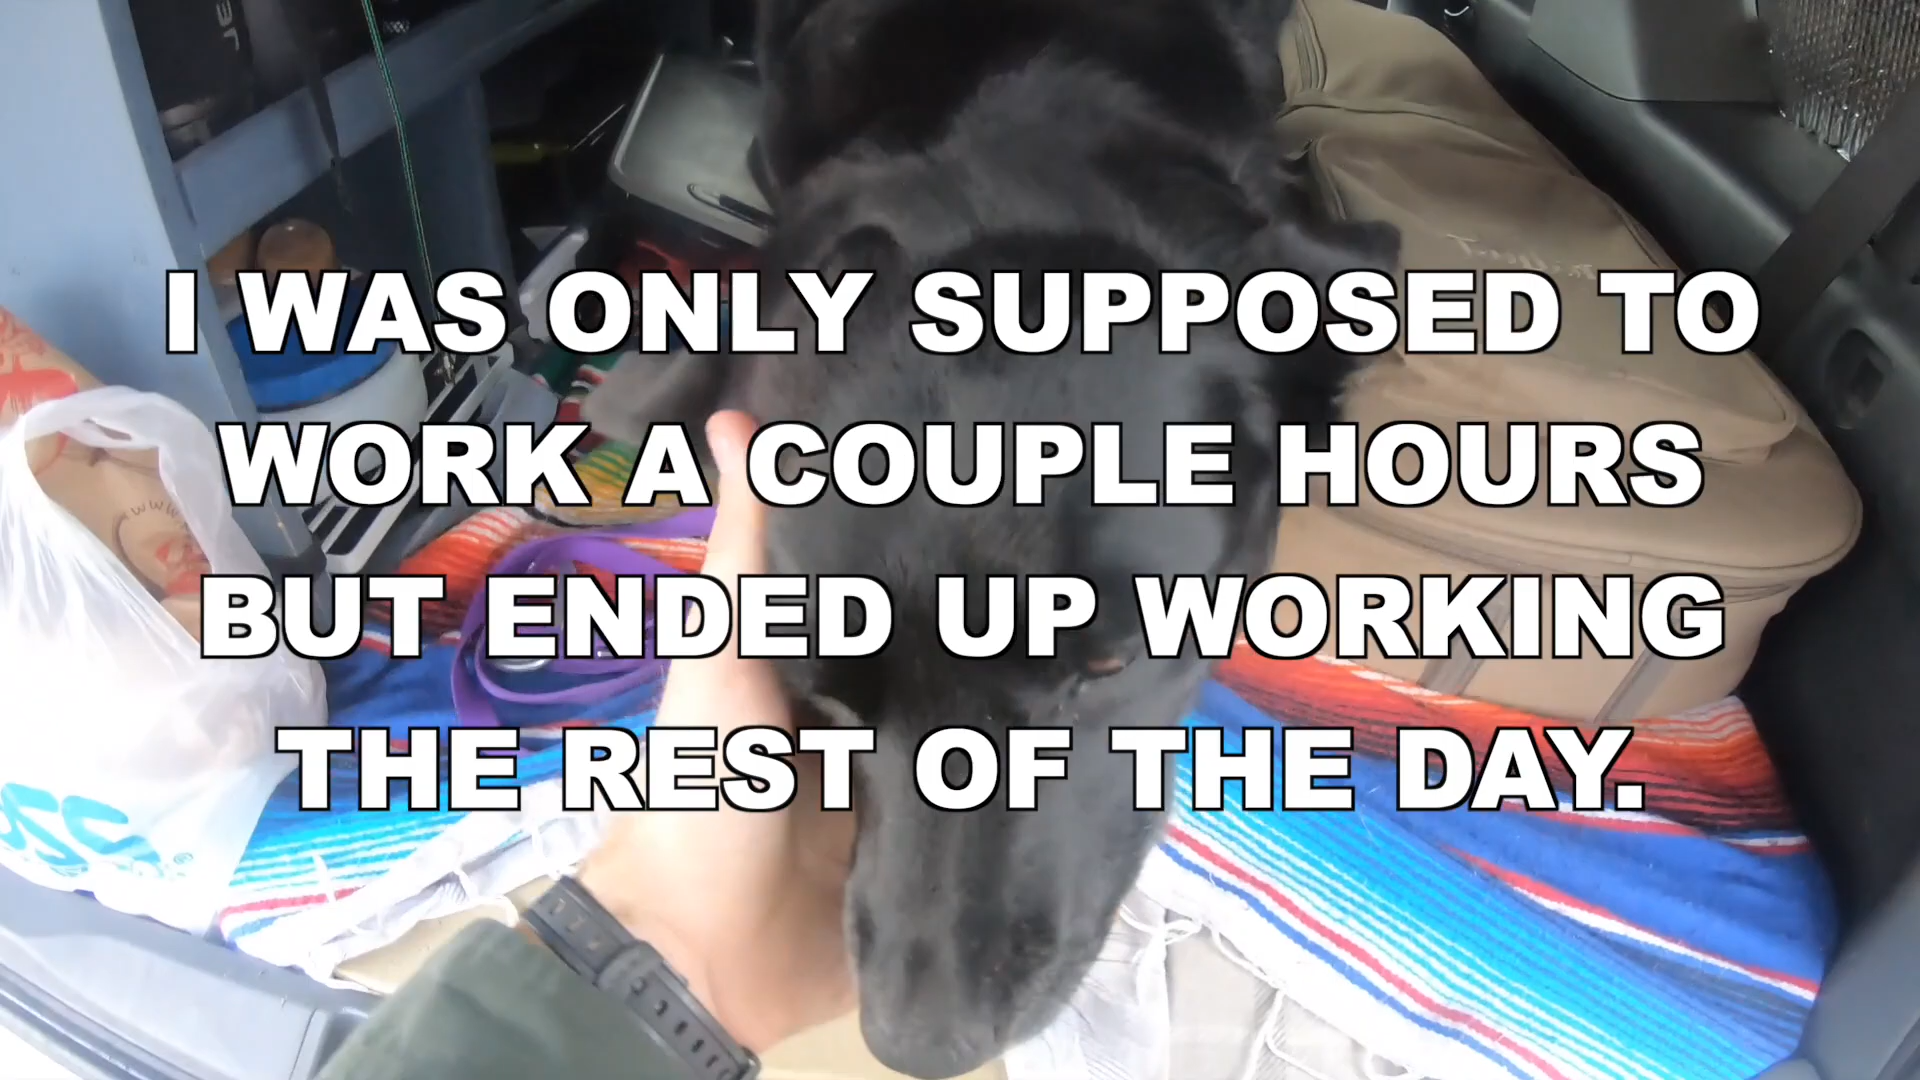 I WAS ONLY SUPPOSED TO
WORK A COUPLE HOURS
BUT ENDED UP WORKING
THE REST OF THE DAY.